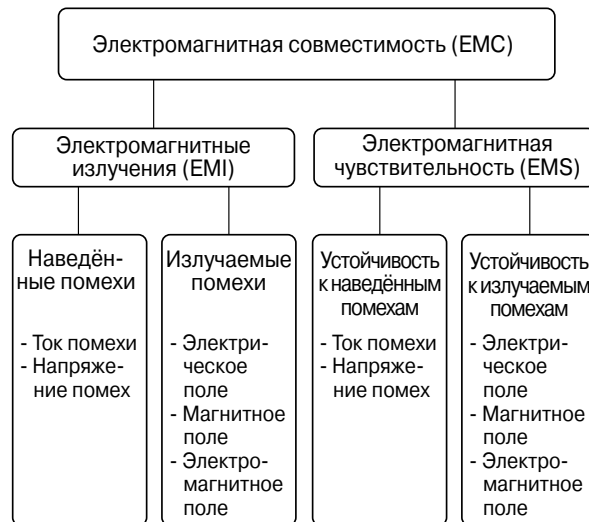 Электромагнитная совместимость (EMC)
Электромагнитные
излучения (EMI)
Электромагнитная
чувствительность (EMS)
Наведён-
ные помехи
- Ток помехи
- Напряже-
ние помех
Излучаемые
помехи
- Электри-
ческое
поле
- Магнитное
поле
- Электро-
магнитное
поле
Устойчивость
к наведённым
помехам
- Ток помехи
- Напряже-
ние помех
Устойчивость
к излучаемым
помехам
- Электри-
ческое
поле
- Магнитное
поле
- Электро-
магнитное
поле